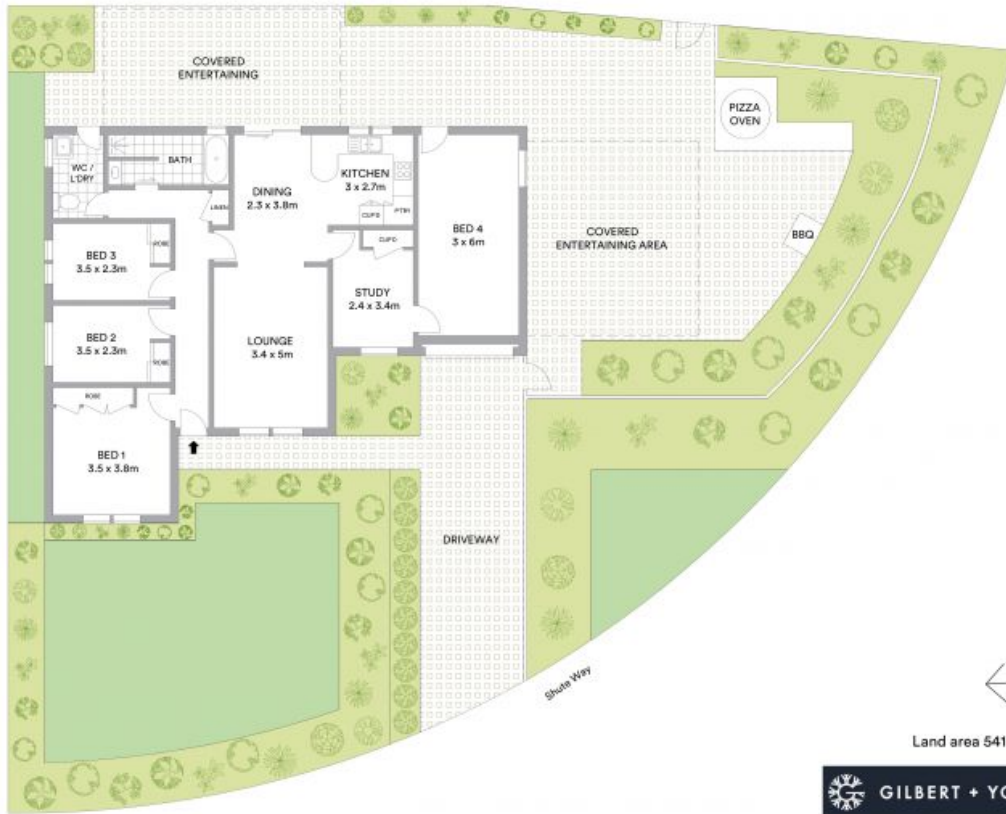 COVERED
ENTERTAINING
PIZZA
OVEN
WC /
L'DRY
BATH
LINEN
DINING
2.3 x 3.8m
KITCHEN
3 x 2.7m
CUPD
PTRY
BED 4
3 x 6m
COVERED
ENTERTAINING AREA
BBQ
BED 3
3.5 x 2.3m
ROBE
CUPD
STUDY
2.4 x 3.4m
BED 2
3.5 x 2.3m
ROBE
LOUNGE
3.4 x 5m
ROBE
BED 1
3.5 x 3.8m
DRIVEWAY
Shute Way
Land area 541
GILBERT + YO